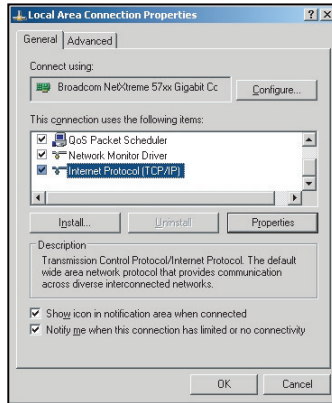 Local Area Connection Properties
General Advanced
Connect using:
Broadcom NetXtreme 57xx Gigabit Cc
Configure...
This connection uses the following items:
QoS Packet Scheduler
Network Monitor Driver
Internet Protocol (TCP/IP)
Install... Uninstall Properties
Description
Transmission Control Protocol/Internet Protocol. The default
wide area network protocol that provides communication
across diverse interconnected networks.
Show icon in notification area when connected
Notify me when this connection has limited or no connectivity
OK Cancel